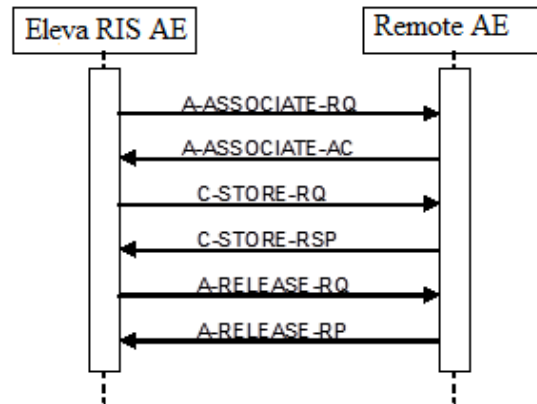 Eleva RIS AE
Remote AE
A-ASSOCIATE-RQ
A-ASSOCIATE-AC
C-STORE-RQ
C-STORE-RSP
A-RELEASE-RQ
A-RELEASE-RP